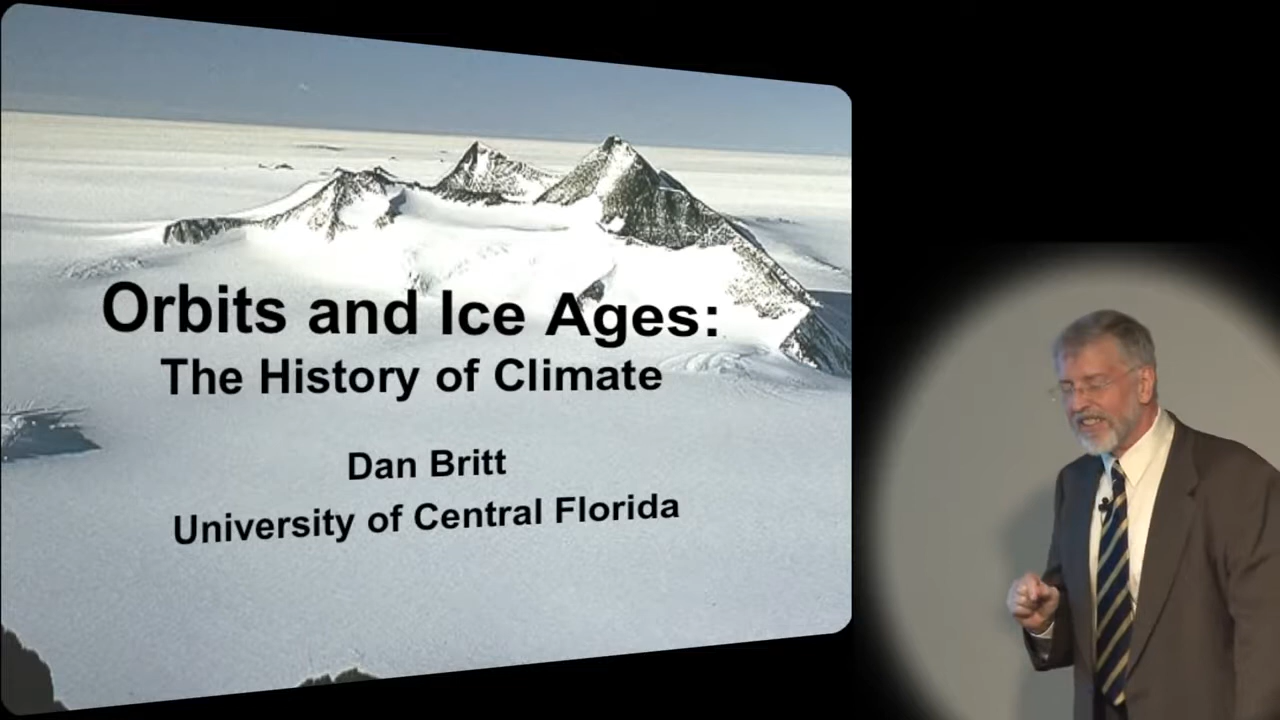 Orbits and Ice Ages:
The History of Climate
Dan Britt
University of Central Florida